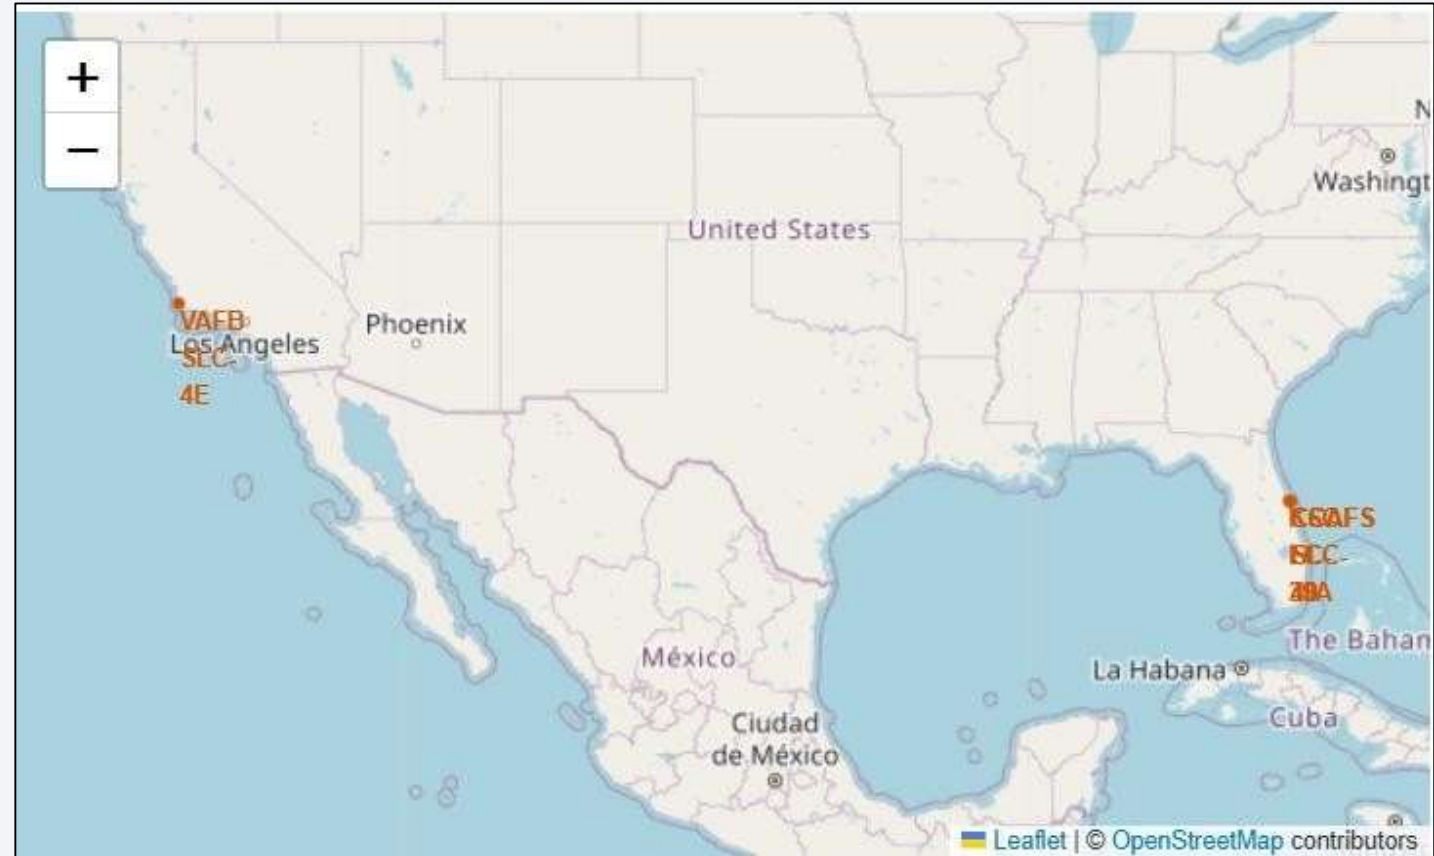 +
−
N
Washingt
United States
VAFB
SLC-
4E
Los Angeles
Phoenix
México
Ciudad
de México
La Habana
Cuba
The Baham
Leaflet | © OpenStreetMap contributors